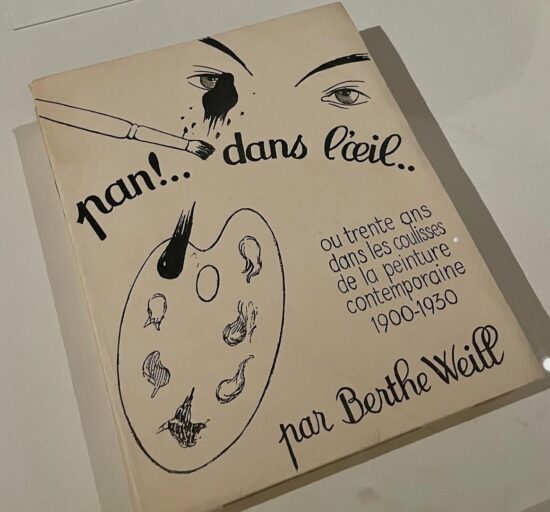 pan!.. dans l'œil..
ou trente ans
dans les coulisses
de la peinture
contemporaine
1900-1930
par Berthe Weill